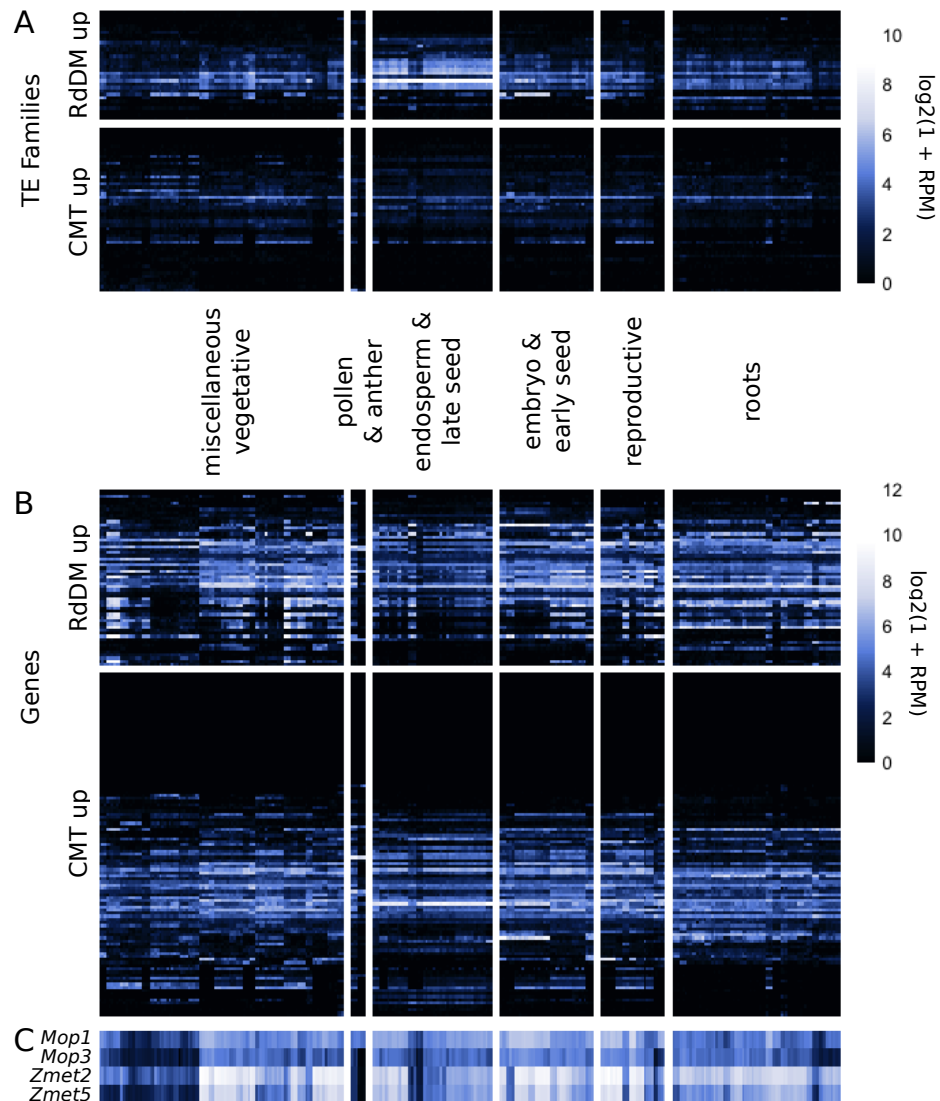 A
TE Families
RdDM up
CMT up
10
8
6
4
2
0
log2(1 + RPM)
miscellaneous
vegetative
pollen
& anther
endosperm &
late seed
embryo &
early seed
reproductive
roots
B
Genes
RdDM up
CMT up
12
10
8
6
4
2
0
log2(1 + RPM)
C
Mop1
Mop3
Zmet2
Zmet5